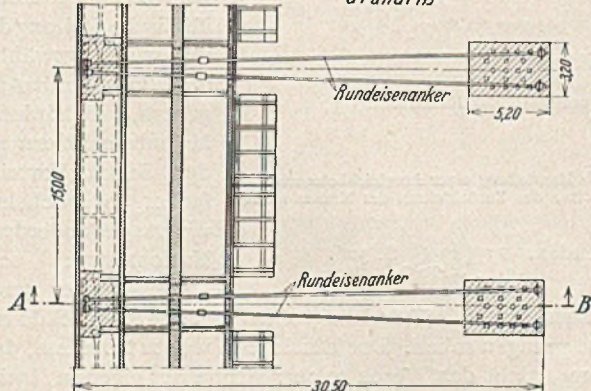 Grundriß
Rundeisenanker
3,20
5,20
15,00
Rundeisenanker
A
B
30,50